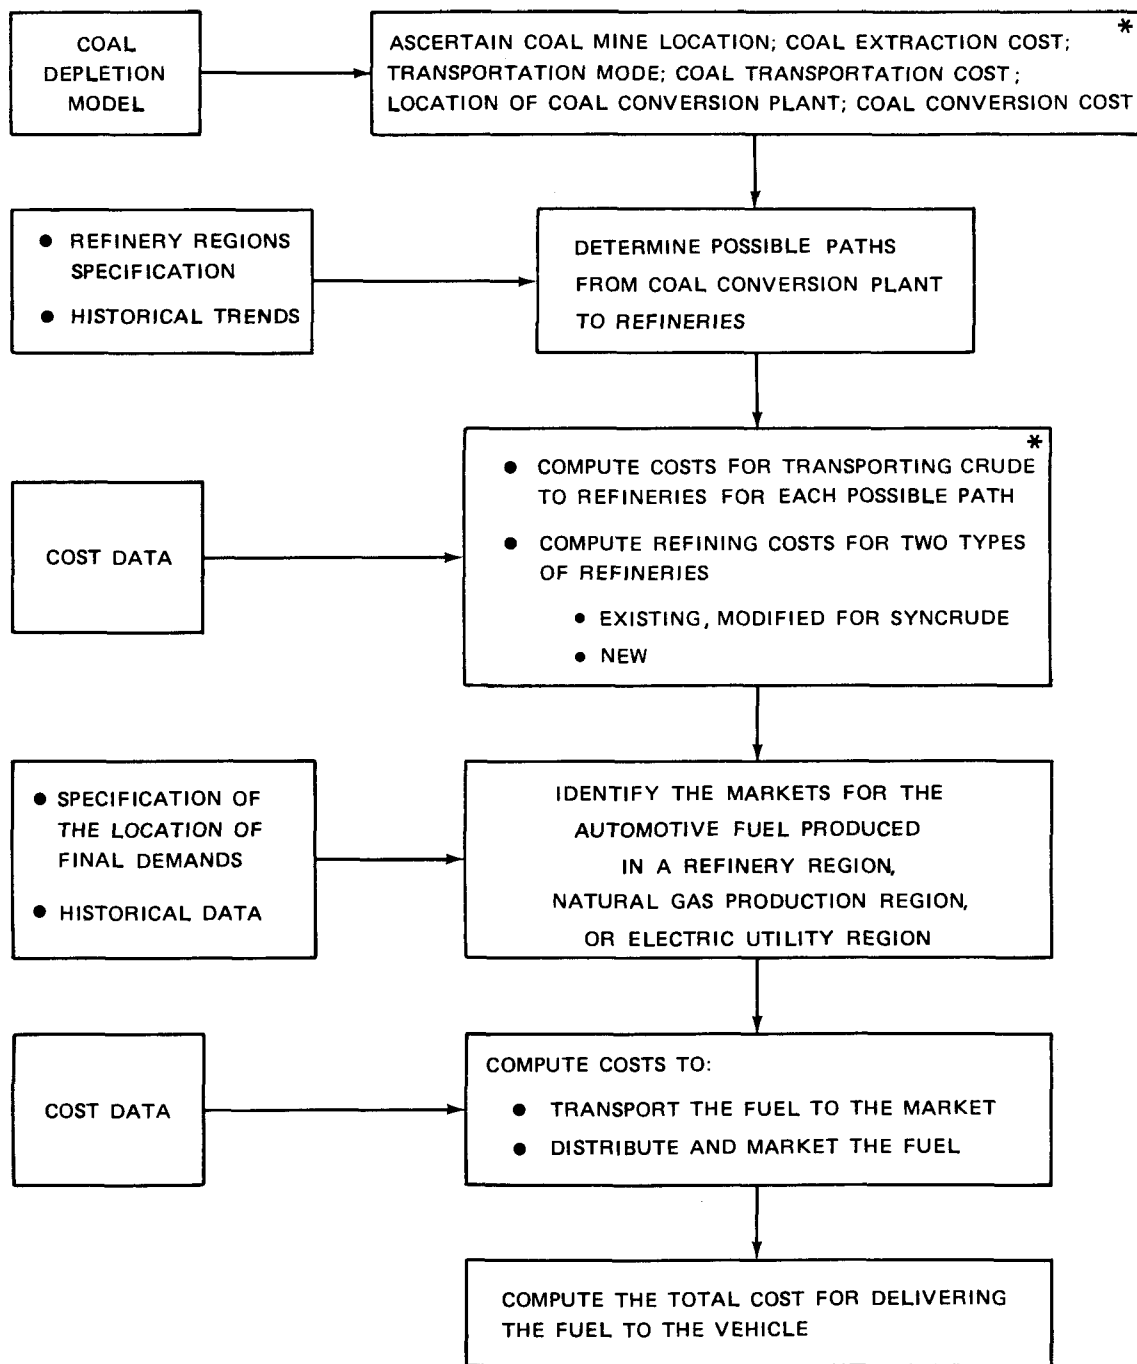 COAL
DEPLETION
MODEL
*
ASCERTAIN COAL MINE LOCATION; COAL EXTRACTION COST;
TRANSPORTATION MODE; COAL TRANSPORTATION COST;
LOCATION OF COAL CONVERSION PLANT; COAL CONVERSION COST
● REFINERY REGIONS
SPECIFICATION
● HISTORICAL TRENDS
DETERMINE POSSIBLE PATHS
FROM COAL CONVERSION PLANT
TO REFINERIES
COST DATA
*
● COMPUTE COSTS FOR TRANSPORTING CRUDE
TO REFINERIES FOR EACH POSSIBLE PATH
● COMPUTE REFINING COSTS FOR TWO TYPES
OF REFINERIES
● EXISTING, MODIFIED FOR SYNCRUDE
● NEW
● SPECIFICATION OF
THE LOCATION OF
FINAL DEMANDS
● HISTORICAL DATA
IDENTIFY THE MARKETS FOR THE
AUTOMOTIVE FUEL PRODUCED
IN A REFINERY REGION,
NATURAL GAS PRODUCTION REGION,
OR ELECTRIC UTILITY REGION
COST DATA
COMPUTE COSTS TO:
● TRANSPORT THE FUEL TO THE MARKET
● DISTRIBUTE AND MARKET THE FUEL
COMPUTE THE TOTAL COST FOR DELIVERING
THE FUEL TO THE VEHICLE